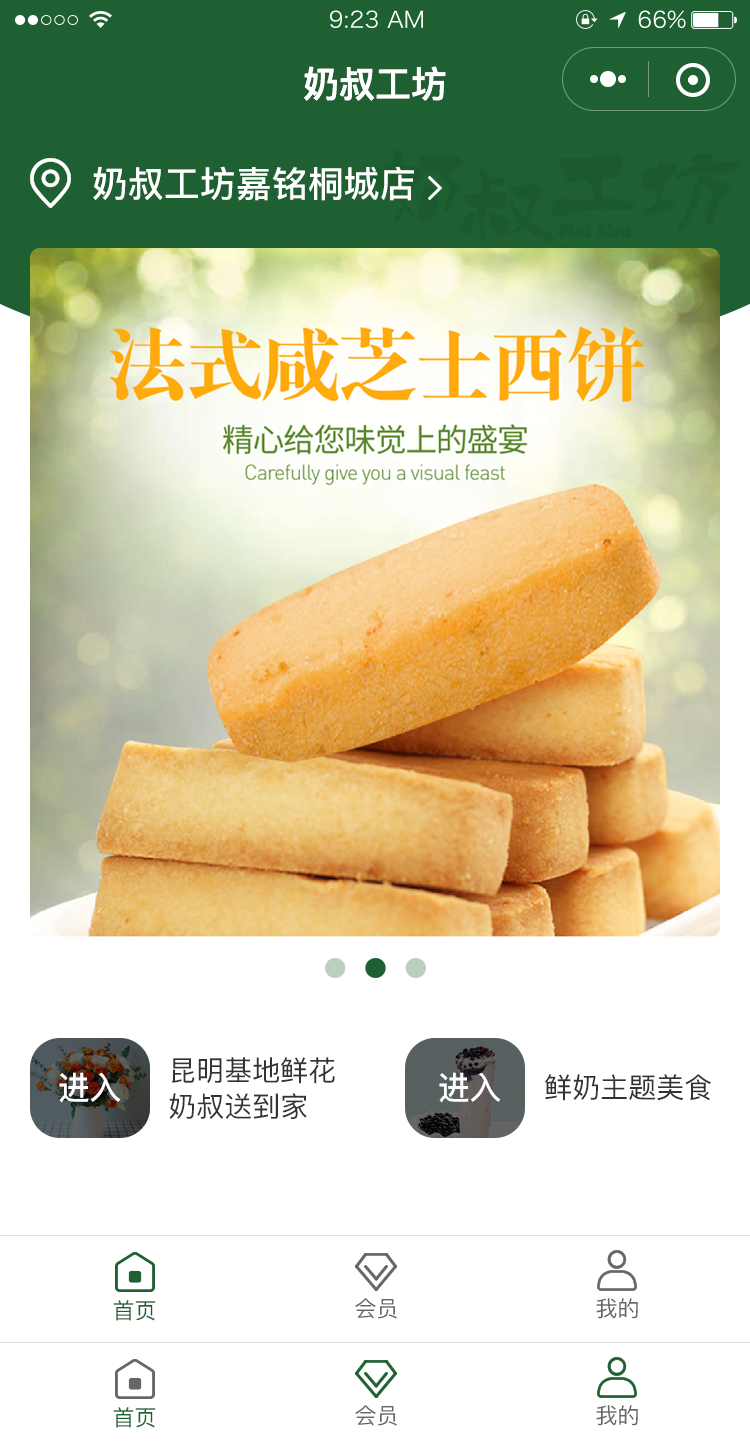 9:23 AM
66%
奶叔工坊
奶叔工坊嘉铭桐城店
奶叔工坊
Nai Shu
法式咸芝士西饼
精心给您味觉上的盛宴
Carefully give you a visual feast
进入
昆明基地鲜花
奶叔送到家
进入
鲜奶主题美食
首页
会员
我的
首页
会员
我的